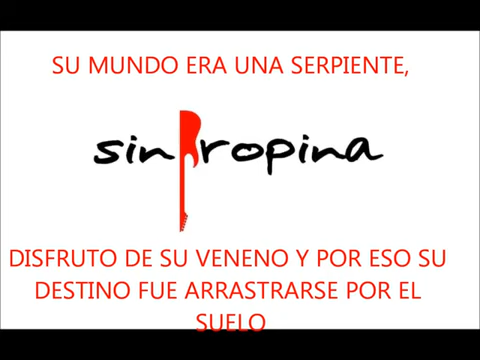 SU MUNDO ERA UNA SERPIENTE,
sinPropina
DISFRUTO DE SU VENENO Y POR ESO SU
DESTINO FUE ARRASTRARSE POR EL
SUELO